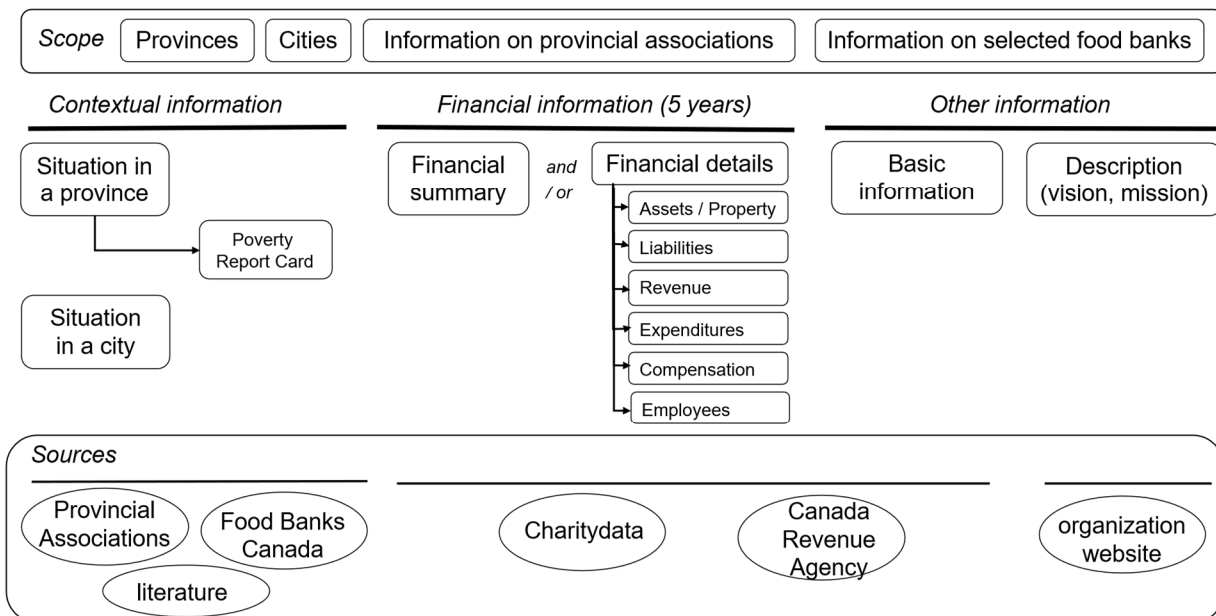 Scope
Provinces
Cities
Information on provincial associations
Information on selected food banks
Contextual information
Situation in
a province
Poverty
Report Card
Situation
in a city
Financial information (5 years)
Financial
summary
and
/ or
Financial details
Assets / Property
Liabilities
Revenue
Expenditures
Compensation
Employees
Other information
Basic
information
Description
(vision, mission)
Sources
Provincial
Associations
Food Banks
Canada
literature
Charitydata
Canada
Revenue
Agency
organization
website